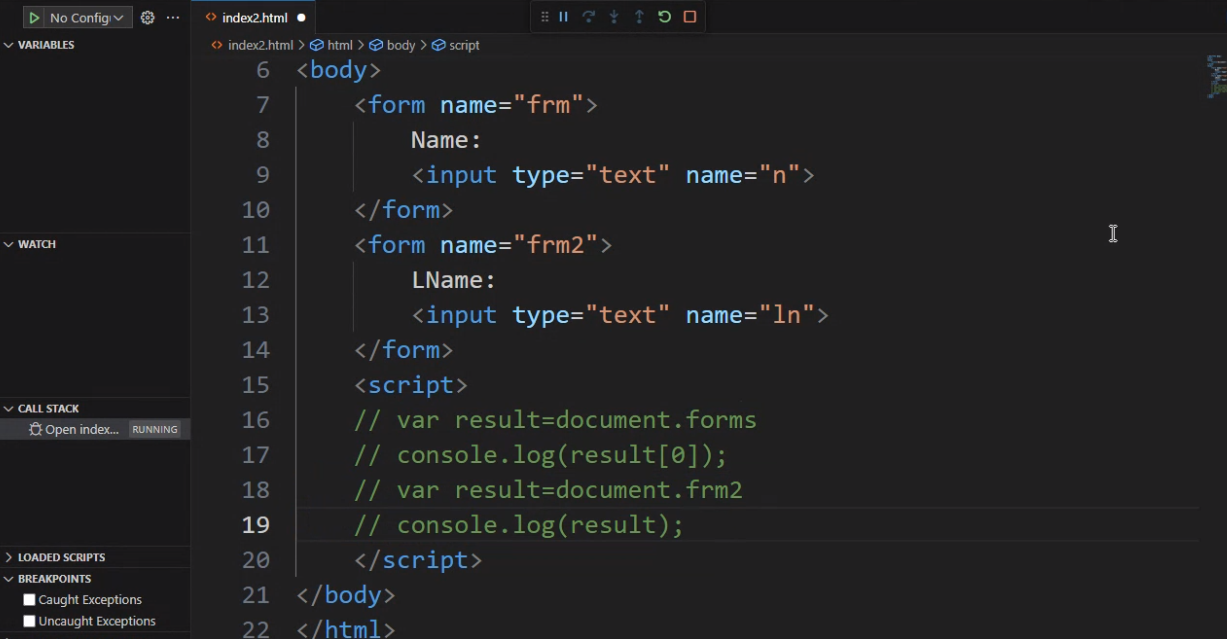 No Config
index2.html
index2.html > html > body > script
VARIABLES
WATCH
CALL STACK
Open index... RUNNING
LOADED SCRIPTS
BREAKPOINTS
Caught Exceptions
Uncaught Exceptions
6 <body>
7 <form name="frm">
8 Name:
9 <input type="text" name="n">
10 </form>
11 <form name="frm2">
12 LName:
13 <input type="text" name="ln">
14 </form>
15 <script>
16 // var result=document.forms
17 // console.log(result[0]);
18 // var result=document.frm2
19 // console.log(result);
20 </script>
21 </body>
22 </html>